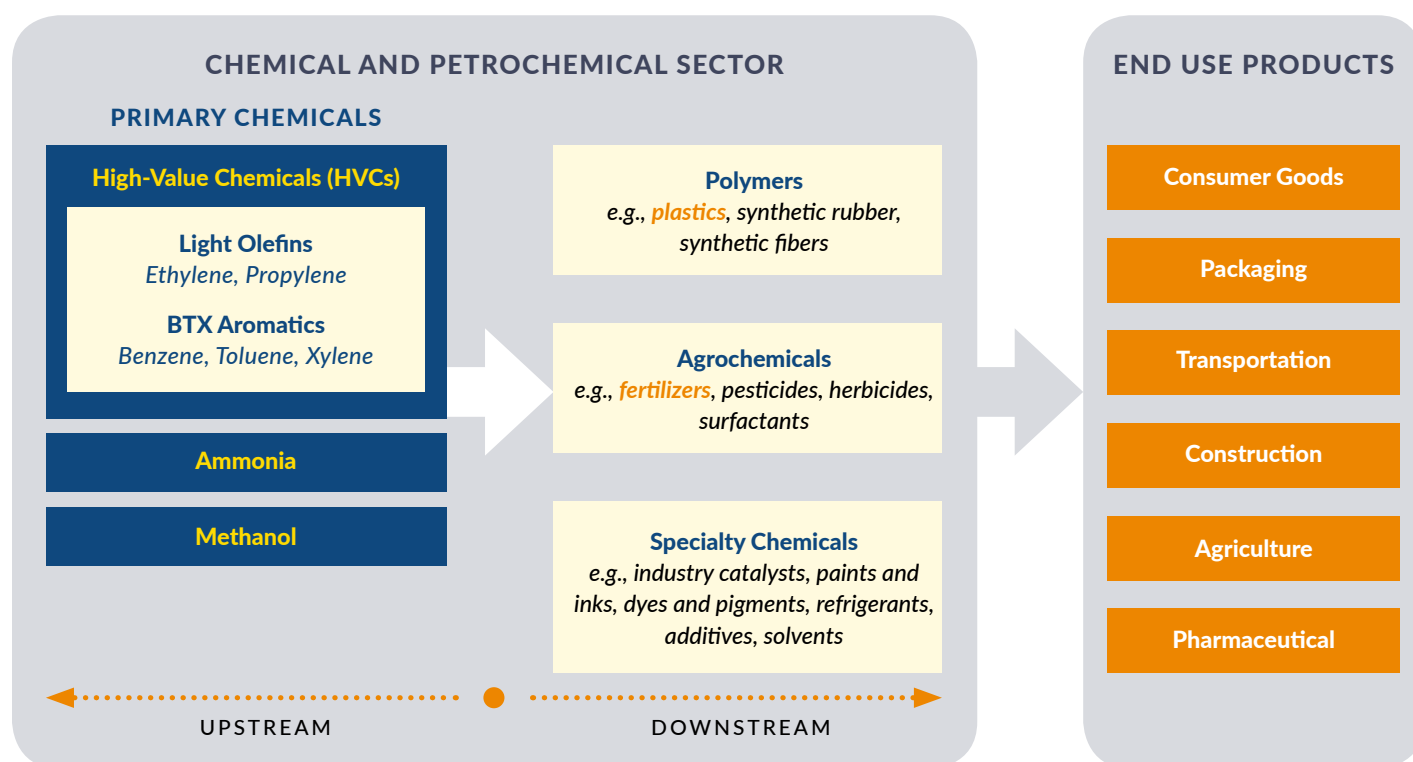 CHEMICAL AND PETROCHEMICAL SECTOR
PRIMARY CHEMICALS
High-Value Chemicals (HVCs)
Light Olefins
Ethylene, Propylene
BTX Aromatics
Benzene, Toluene, Xylene
Ammonia
Methanol
UPSTREAM
Polymers
e.g., plastics, synthetic rubber,
synthetic fibers
Agrochemicals
e.g., fertilizers, pesticides, herbicides,
surfactants
Specialty Chemicals
e.g., industry catalysts, paints and
inks, dyes and pigments, refrigerants,
additives, solvents
DOWNSTREAM
END USE PRODUCTS
Consumer Goods
Packaging
Transportation
Construction
Agriculture
Pharmaceutical